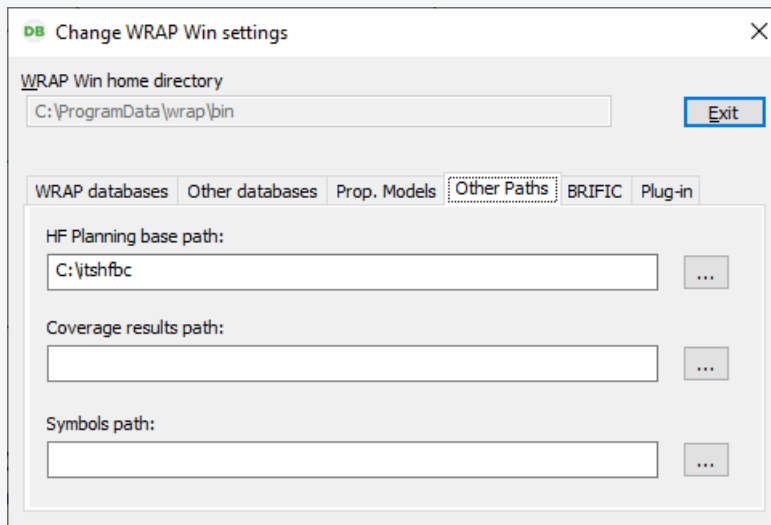 DB Change WRAP Win settings
WRAP Win home directory
C:\ProgramData\wrap\bin
Exit
WRAP databases Other databases Prop. Models Other Paths BRIFIC Plug-in
HF Planning base path:
C:\itshfbc
...
Coverage results path:
...
Symbols path:
...